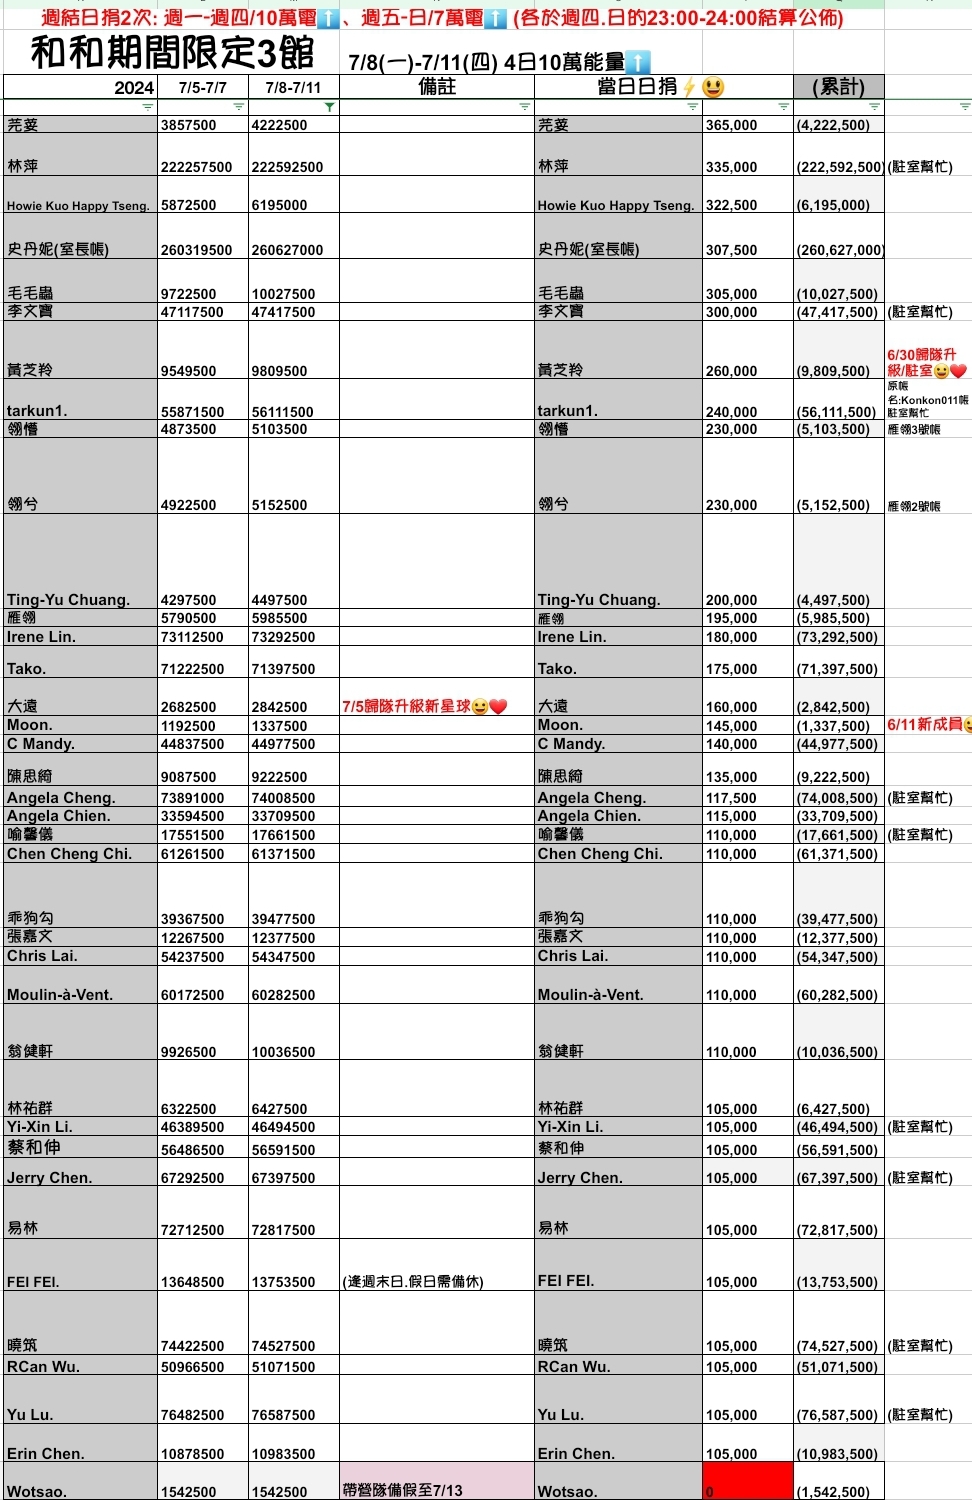 週結日捐2次: 週一-週四/10萬電⬆️、週五-日/7萬電⬆️ (各於週四.日的23:00-24:00結算公佈)
和和期間限定3館 7/8(一)-7/11(四) 4日10萬能量⬆️
2024 7/5-7/7 7/8-7/11 備註 當日日捐⚡😃 (累計)
芫荽 3857500 4222500 芫荽 365,000 (4,222,500)
林萍 222257500 222592500 林萍 335,000 (222,592,500) (駐室幫忙)
Howie Kuo Happy Tseng. 5872500 6195000 Howie Kuo Happy Tseng. 322,500 (6,195,000)
史丹妮(室長帳) 260319500 260627000 史丹妮(室長帳) 307,500 (260,627,000)
毛毛蟲 9722500 10027500 毛毛蟲 305,000 (10,027,500)
李文寶 47117500 47417500 李文寶 300,000 (47,417,500) (駐室幫忙)
6/30歸隊升
級/駐室😀❤️
黃芝羚 9549500 9809500 黃芝羚 260,000 (9,809,500)
原帳
名:Konkon011帳
駐室幫忙
tarkun1. 55871500 56111500 tarkun1. 240,000 (56,111,500)
翎懵 4873500 5103500 翎懵 230,000 (5,103,500) 雁翎3號帳
翎兮 4922500 5152500 翎兮 230,000 (5,152,500) 雁翎2號帳
Ting-Yu Chuang. 4297500 4497500 Ting-Yu Chuang. 200,000 (4,497,500)
雁翎 5790500 5985500 雁翎 195,000 (5,985,500)
Irene Lin. 73112500 73292500 Irene Lin. 180,000 (73,292,500)
Tako. 71222500 71397500 Tako. 175,000 (71,397,500)
大遠 2682500 2842500 7/5歸隊升級新星球😀❤️ 大遠 160,000 (2,842,500)
Moon. 1192500 1337500 Moon. 145,000 (1,337,500) 6/11新成員😀
C Mandy. 44837500 44977500 C Mandy. 140,000 (44,977,500)
陳思綺 9087500 9222500 陳思綺 135,000 (9,222,500)
Angela Cheng. 73891000 74008500 Angela Cheng. 117,500 (74,008,500) (駐室幫忙)
Angela Chien. 33594500 33709500 Angela Chien. 115,000 (33,709,500)
喻馨儀 17551500 17661500 喻馨儀 110,000 (17,661,500) (駐室幫忙)
Chen Cheng Chi. 61261500 61371500 Chen Cheng Chi. 110,000 (61,371,500)
乖狗勾 39367500 39477500 乖狗勾 110,000 (39,477,500)
張嘉文 12267500 12377500 張嘉文 110,000 (12,377,500)
Chris Lai. 54237500 54347500 Chris Lai. 110,000 (54,347,500)
Moulin-à-Vent. 60172500 60282500 Moulin-à-Vent. 110,000 (60,282,500)
翁健軒 9926500 10036500 翁健軒 110,000 (10,036,500)
林祐群 6322500 6427500 林祐群 105,000 (6,427,500)
Yi-Xin Li. 46389500 46494500 Yi-Xin Li. 105,000 (46,494,500) (駐室幫忙)
蔡和伸 56486500 56591500 蔡和伸 105,000 (56,591,500)
Jerry Chen. 67292500 67397500 Jerry Chen. 105,000 (67,397,500) (駐室幫忙)
易林 72712500 72817500 易林 105,000 (72,817,500)
FEI FEI. 13648500 13753500 (逢週末日.假日需備休) FEI FEI. 105,000 (13,753,500)
曉筑 74422500 74527500 曉筑 105,000 (74,527,500) (駐室幫忙)
RCan Wu. 50966500 51071500 RCan Wu. 105,000 (51,071,500)
Yu Lu. 76482500 76587500 Yu Lu. 105,000 (76,587,500) (駐室幫忙)
Erin Chen. 10878500 10983500 Erin Chen. 105,000 (10,983,500)
Wotsao. 1542500 1542500 帶營隊備假至7/13 Wotsao. 0 (1,542,500)